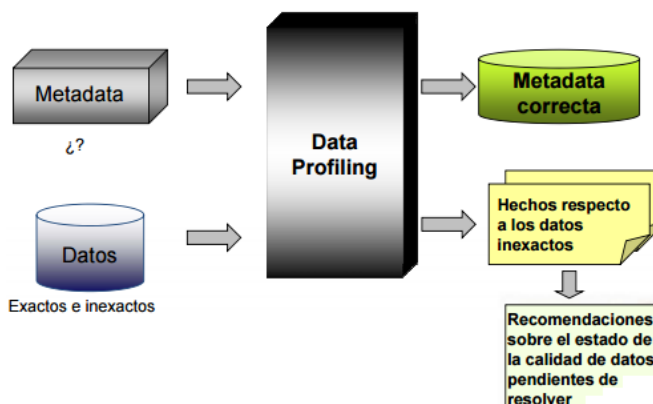 Metadata
¿?
Datos
Exactos e inexactos
Data
Profiling
Metadata
correcta
Hechos respecto
a los datos
inexactos
Recomendaciones
sobre el estado de
la calidad de datos
pendientes de
resolver